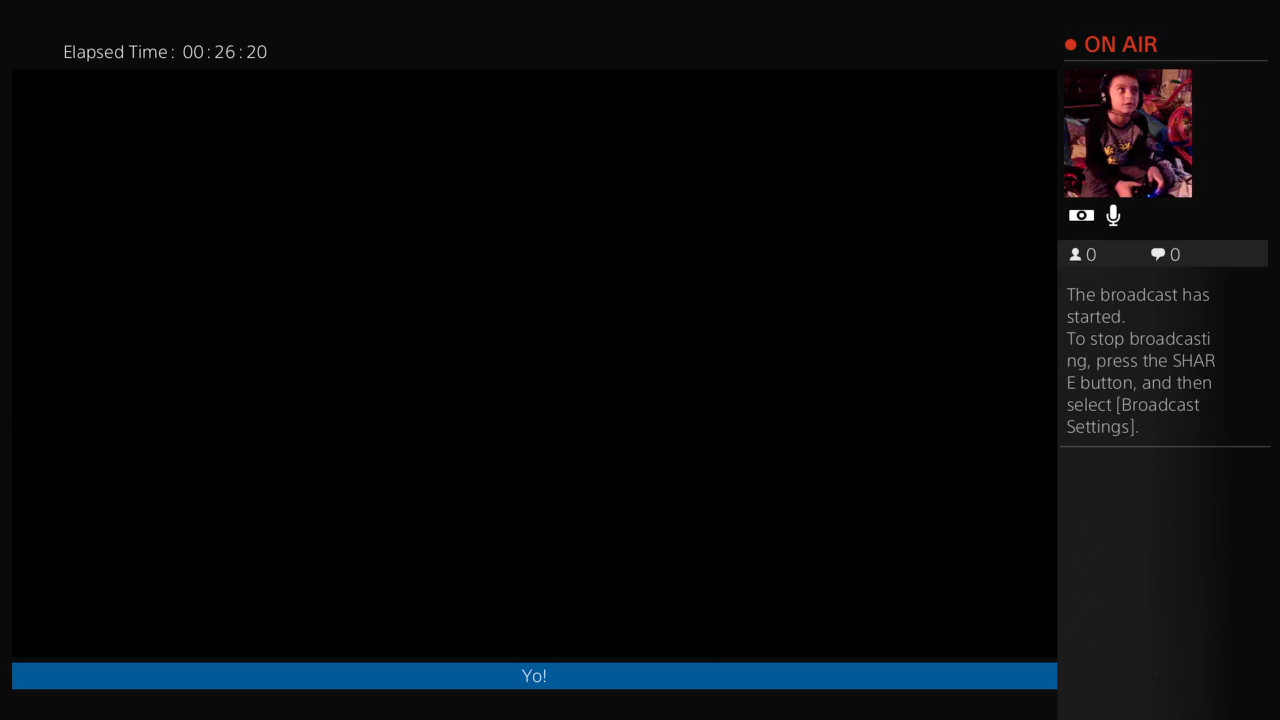 Elapsed Time: 00:26:20
ON AIR
0 0
The broadcast has
started.
To stop broadcasti
ng, press the SHAR
E button, and then
select [Broadcast
Settings].
Yo!